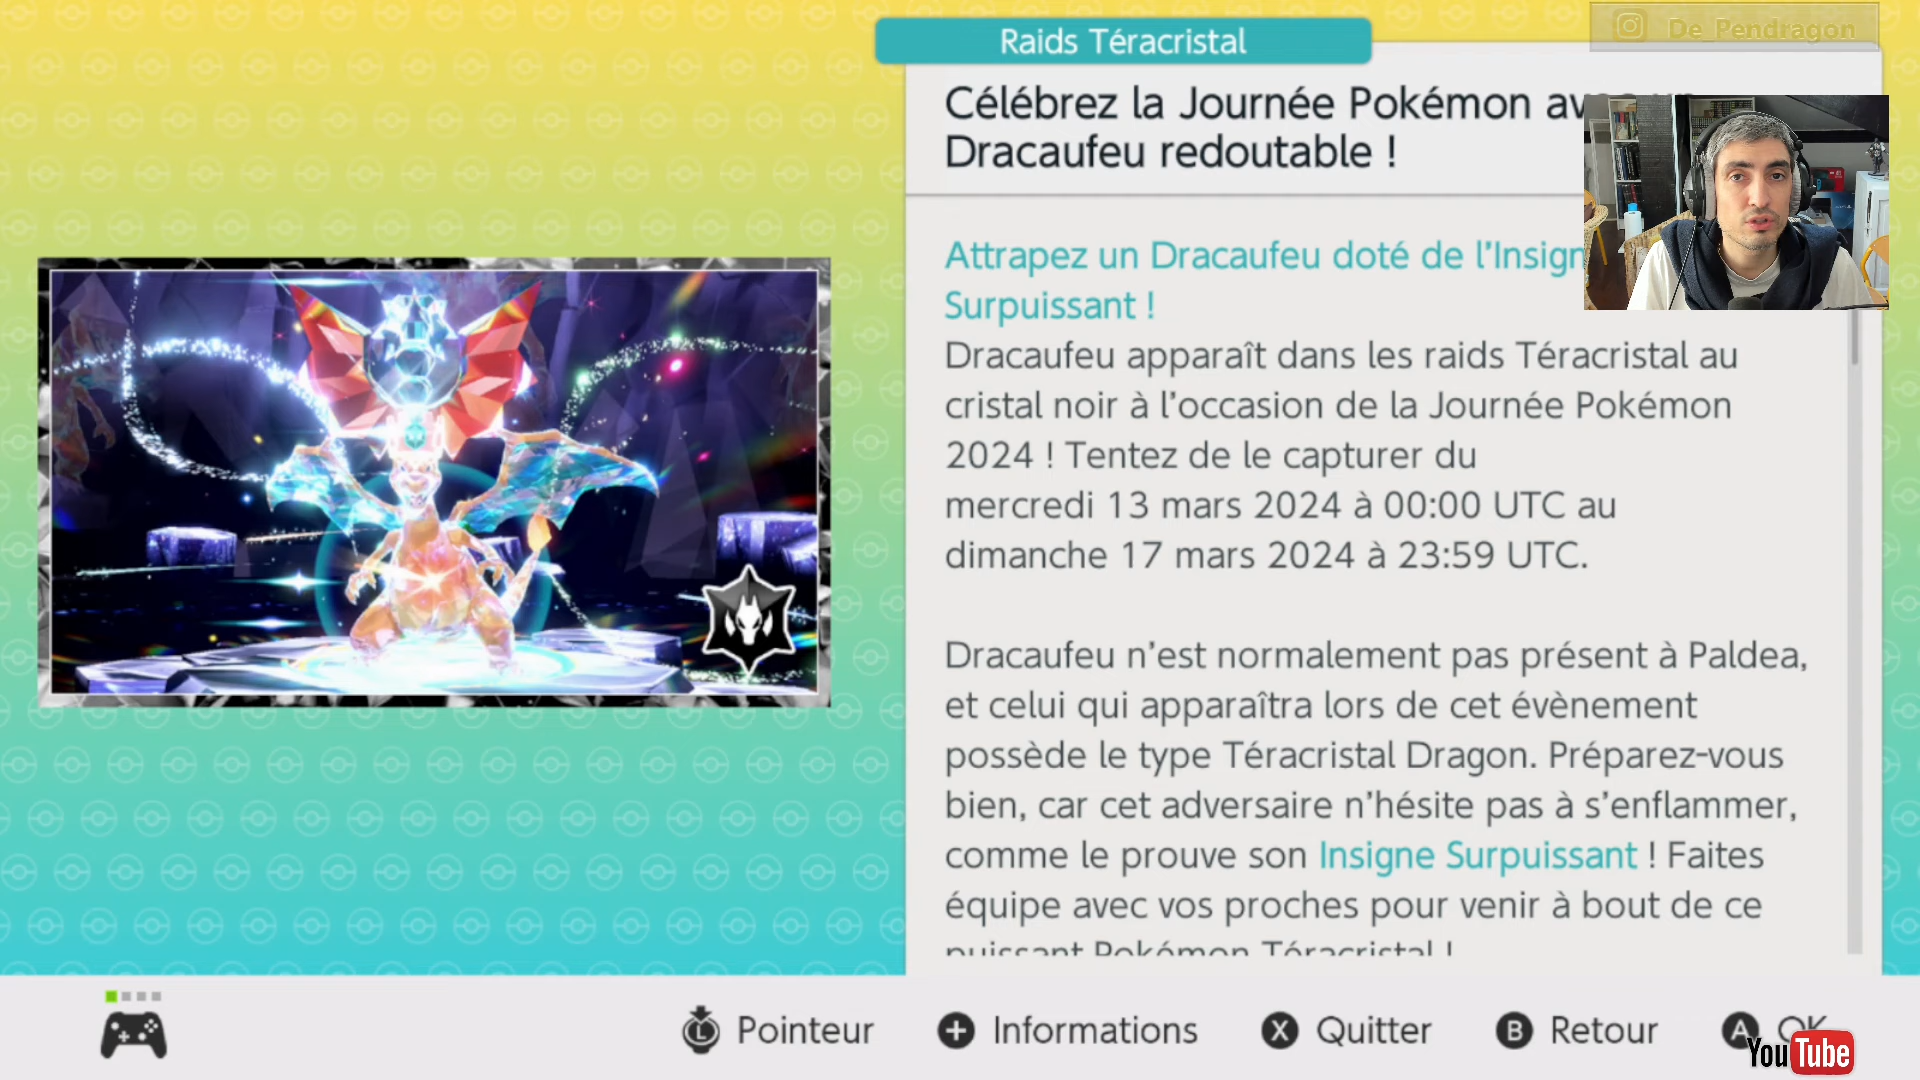 Raids Téracristal
De_Pendragon
Célébrez la Journée Pokémon
Dracaufeu redoutable !
Attrapez un Dracaufeu doté de
Surpuissant !
Dracaufeu apparaît dans les raids Téracristal au
cristal noir à l'occasion de la Journée Pokémon
2024 ! Tentez de le capturer du
mercredi 13 mars 2024 à 00:00 UTC au
dimanche 17 mars 2024 à 23:59 UTC.
Dracaufeu n'est normalement pas présent à Paldea,
et celui qui apparaîtra lors de cet évènement
possède le type Téracristal Dragon. Préparez-vous
bien, car cet adversaire n'hésite pas à s'enflammer,
comme le prouve son Insigne Surpuissant ! Faites
équipe avec vos proches pour venir à bout de ce
puissant Pokémon Téracristal !
L Pointeur + Informations X Quitter B Retour A OK
YouTube